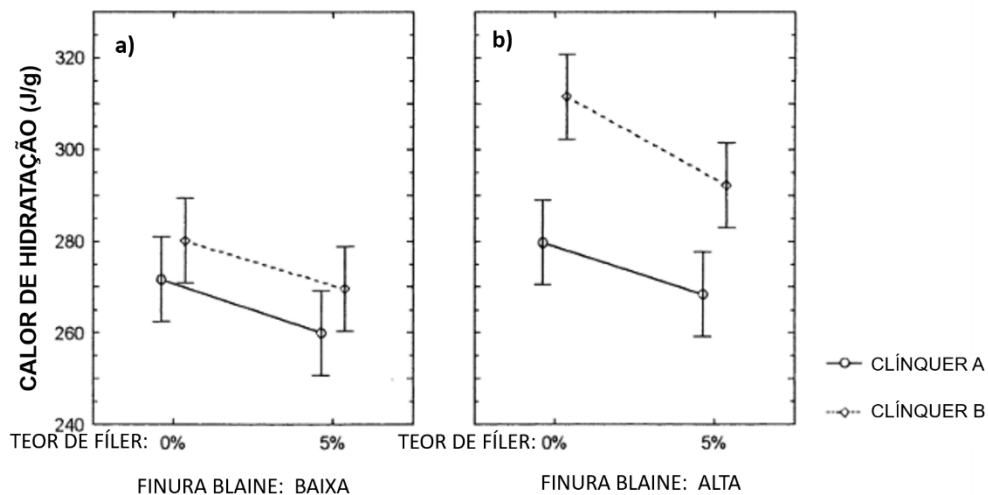 a)
b)
CALOR DE HIDRATAÇÃO (J/g)
320
300
280
260
240
TEOR DE FÍLER: 0% 5%
TEOR DE FÍLER: 0% 5%
FINURA BLAINE: BAIXA
FINURA BLAINE: ALTA
CLÍNQUER A
CLÍNQUER B